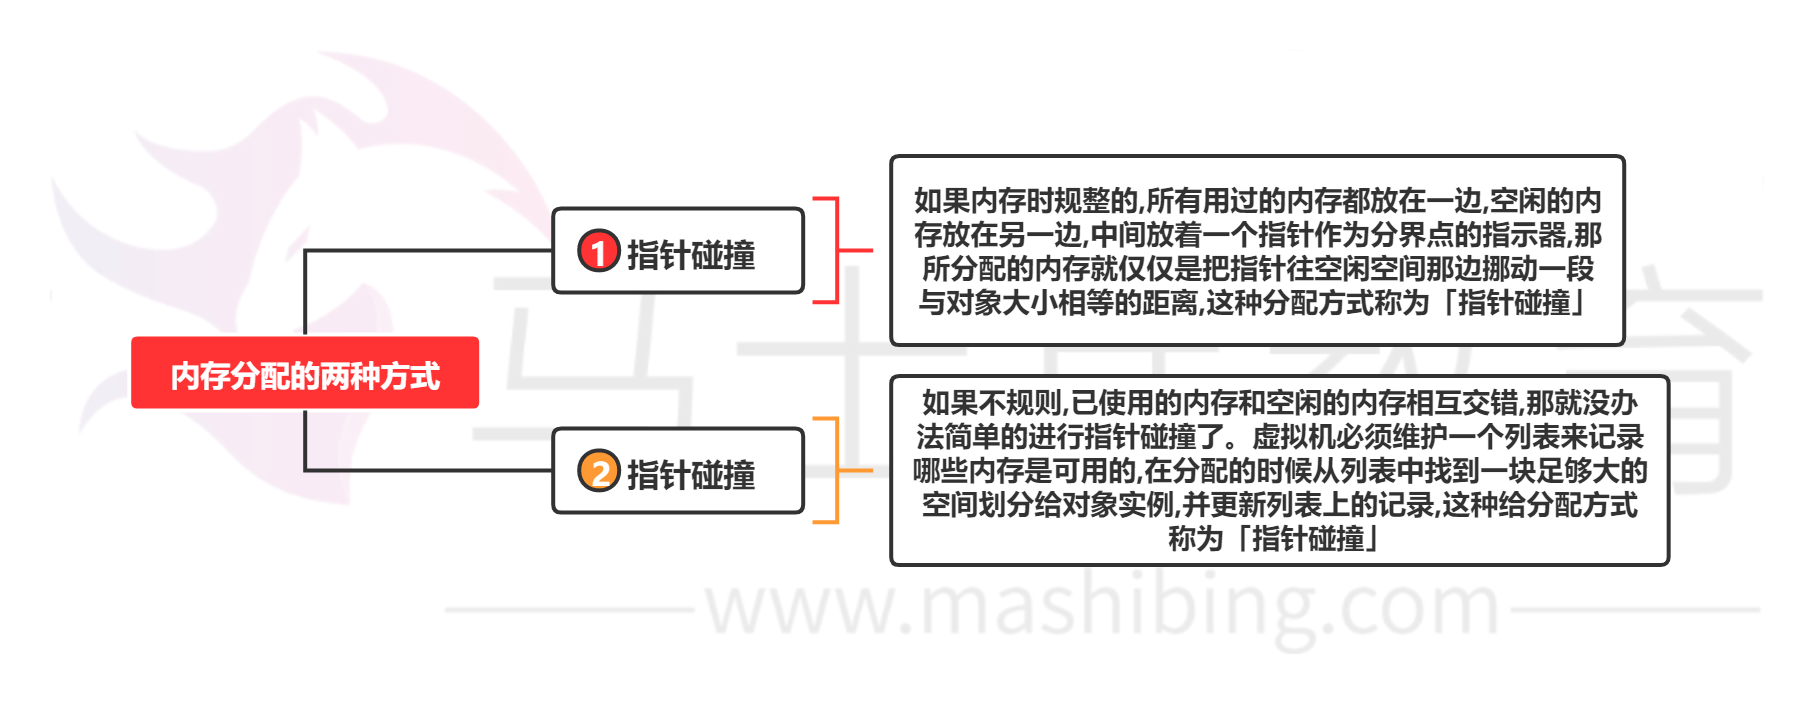 如果内存时规整的,所有用过的内存都放在一边,空闲的内
存放在另一边,中间放着一个指针作为分界点的指示器,那
所分配的内存就仅仅是把指针往空闲空间那边挪动一段
与对象大小相等的距离,这种分配方式称为「指针碰撞」
1 指针碰撞
内存分配的两种方式
如果不规则,已使用的内存和空闲的内存相互交错,那就没办
法简单的进行指针碰撞了。虚拟机必须维护一个列表来记录
哪些内存是可用的,在分配的时候从列表中找到一块足够大的
空间划分给对象实例,并更新列表上的记录,这种给分配方式
称为「指针碰撞」
2 指针碰撞
马士兵教育
www.mashibing.com